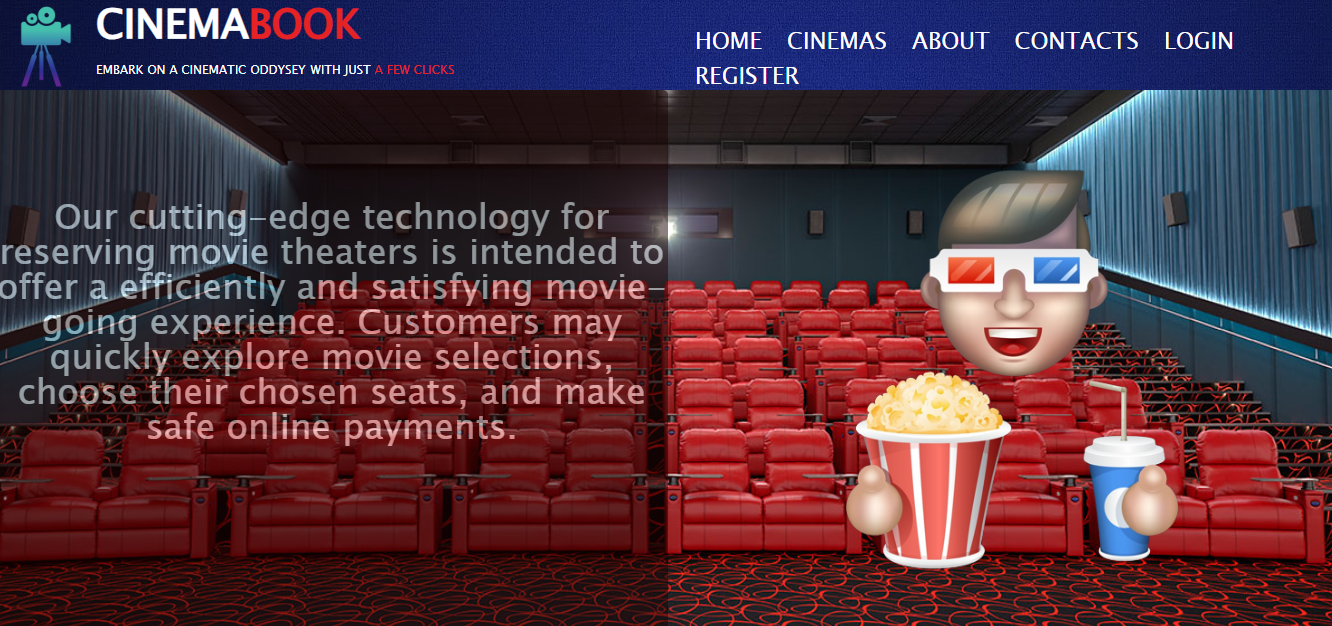 CINEMABOOK
EMBARK ON A CINEMATIC ODDYSEY WITH JUST A FEW CLICKS
HOME CINEMAS ABOUT CONTACTS LOGIN
REGISTER
Our cutting-edge technology for
reserving movie theaters is intended to
offer a efficiently and satisfying movie-
going experience. Customers may
quickly explore movie selections,
choose their chosen seats, and make
safe online payments.